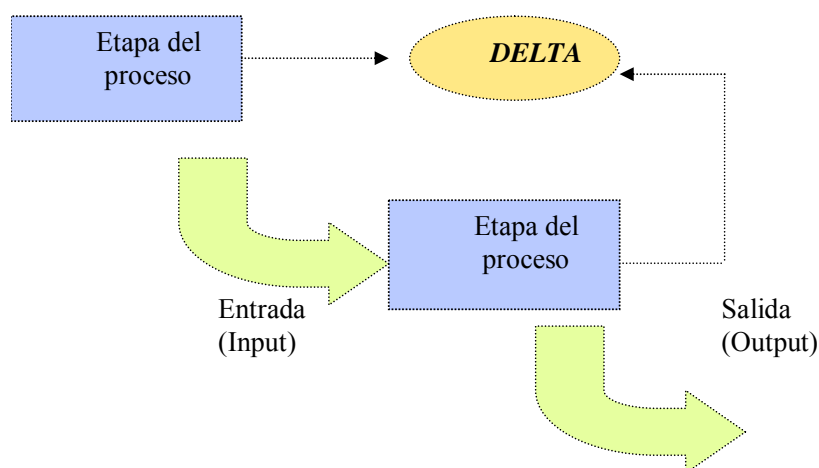 Etapa del
proceso
DELTA
Etapa del
proceso
Entrada
(Input)
Salida
(Output)